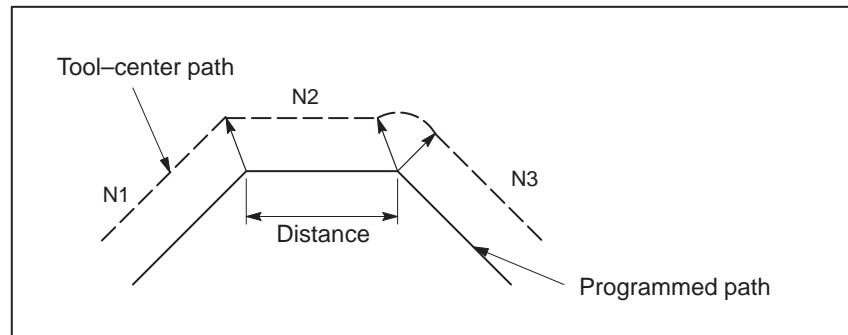 Tool–center path
N2
N1
N3
Distance
Programmed path